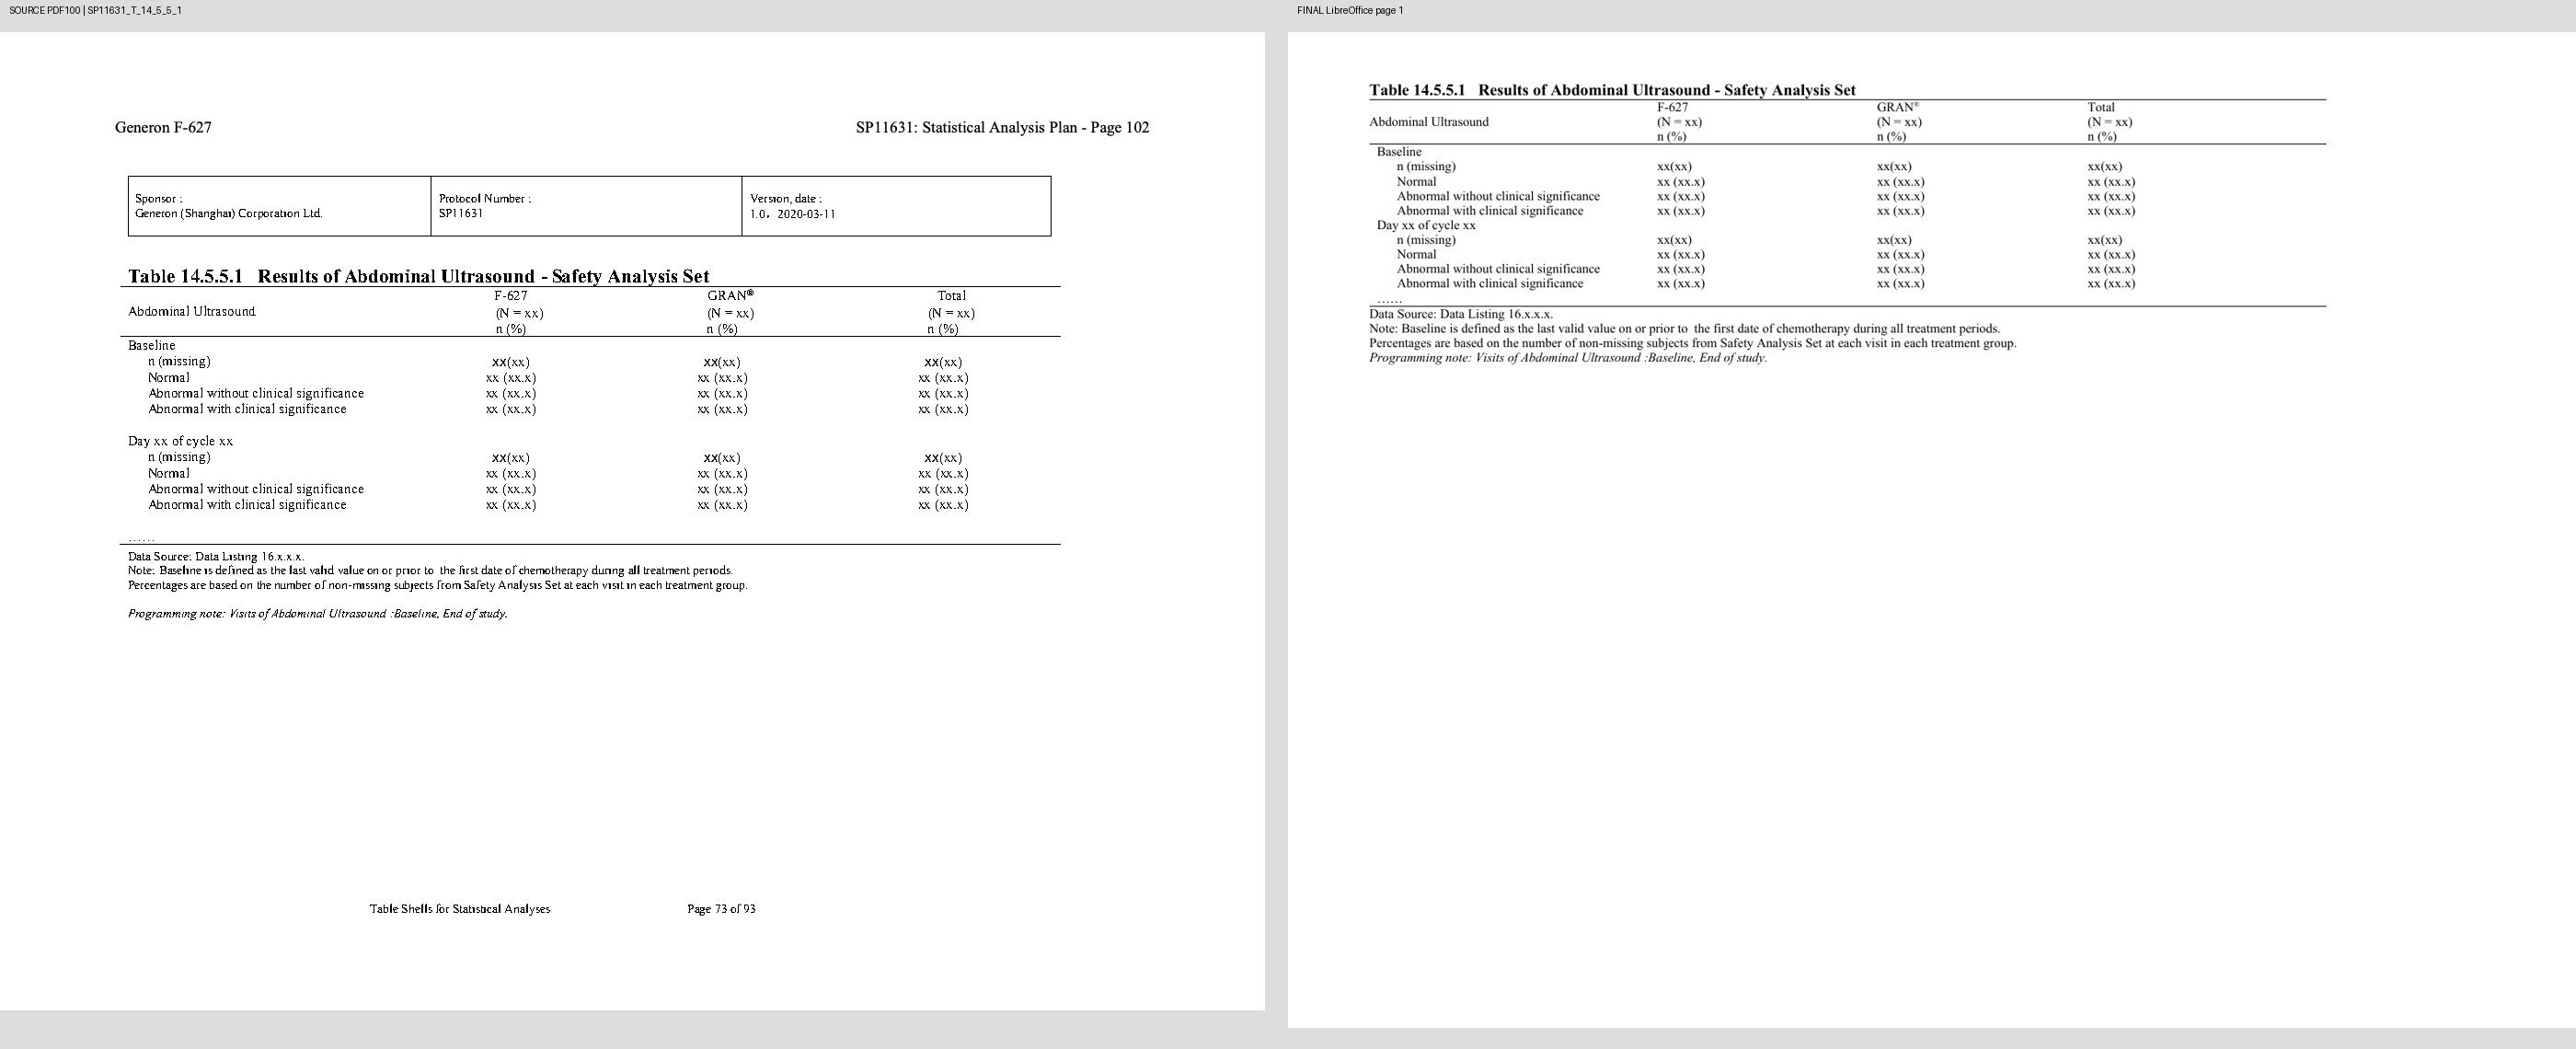 SOURCE PDF100 | SP11631_T_14_5_5_1
Generon F-627 SP11631: Statistical Analysis Plan - Page 102
Sponsor : Protocol Number : Version, date :
Generon (Shanghai) Corporation Ltd. SP11631 1.0，2020-03-11
Table 14.5.5.1 Results of Abdominal Ultrasound - Safety Analysis Set
F-627 GRAN® Total
Abdominal Ultrasound (N = xx) (N = xx) (N = xx)
n (%) n (%) n (%)
Baseline
n (missing) xx(xx) xx(xx) xx(xx)
Normal xx (xx.x) xx (xx.x) xx (xx.x)
Abnormal without clinical significance xx (xx.x) xx (xx.x) xx (xx.x)
Abnormal with clinical significance xx (xx.x) xx (xx.x) xx (xx.x)
Day xx of cycle xx
n (missing) xx(xx) xx(xx) xx(xx)
Normal xx (xx.x) xx (xx.x) xx (xx.x)
Abnormal without clinical significance xx (xx.x) xx (xx.x) xx (xx.x)
Abnormal with clinical significance xx (xx.x) xx (xx.x) xx (xx.x)
......
Data Source: Data Listing 16.x.x.x.
Note: Baseline is defined as the last valid value on or prior to the first date of chemotherapy during all treatment periods.
Percentages are based on the number of non-missing subjects from Safety Analysis Set at each visit in each treatment group.
Programming note: Visits of Abdominal Ultrasound :Baseline, End of study.
Table Shells for Statistical Analyses Page 73 of 93
FINAL LibreOffice page 1
Table 14.5.5.1 Results of Abdominal Ultrasound - Safety Analysis Set
F-627 GRAN® Total
Abdominal Ultrasound (N = xx) (N = xx) (N = xx)
n (%) n (%) n (%)
Baseline
n (missing) xx(xx) xx(xx) xx(xx)
Normal xx (xx.x) xx (xx.x) xx (xx.x)
Abnormal without clinical significance xx (xx.x) xx (xx.x) xx (xx.x)
Abnormal with clinical significance xx (xx.x) xx (xx.x) xx (xx.x)
Day xx of cycle xx
n (missing) xx(xx) xx(xx) xx(xx)
Normal xx (xx.x) xx (xx.x) xx (xx.x)
Abnormal without clinical significance xx (xx.x) xx (xx.x) xx (xx.x)
Abnormal with clinical significance xx (xx.x) xx (xx.x) xx (xx.x)
......
Data Source: Data Listing 16.x.x.x.
Note: Baseline is defined as the last valid value on or prior to the first date of chemotherapy during all treatment periods.
Percentages are based on the number of non-missing subjects from Safety Analysis Set at each visit in each treatment group.
Programming note: Visits of Abdominal Ultrasound :Baseline, End of study.